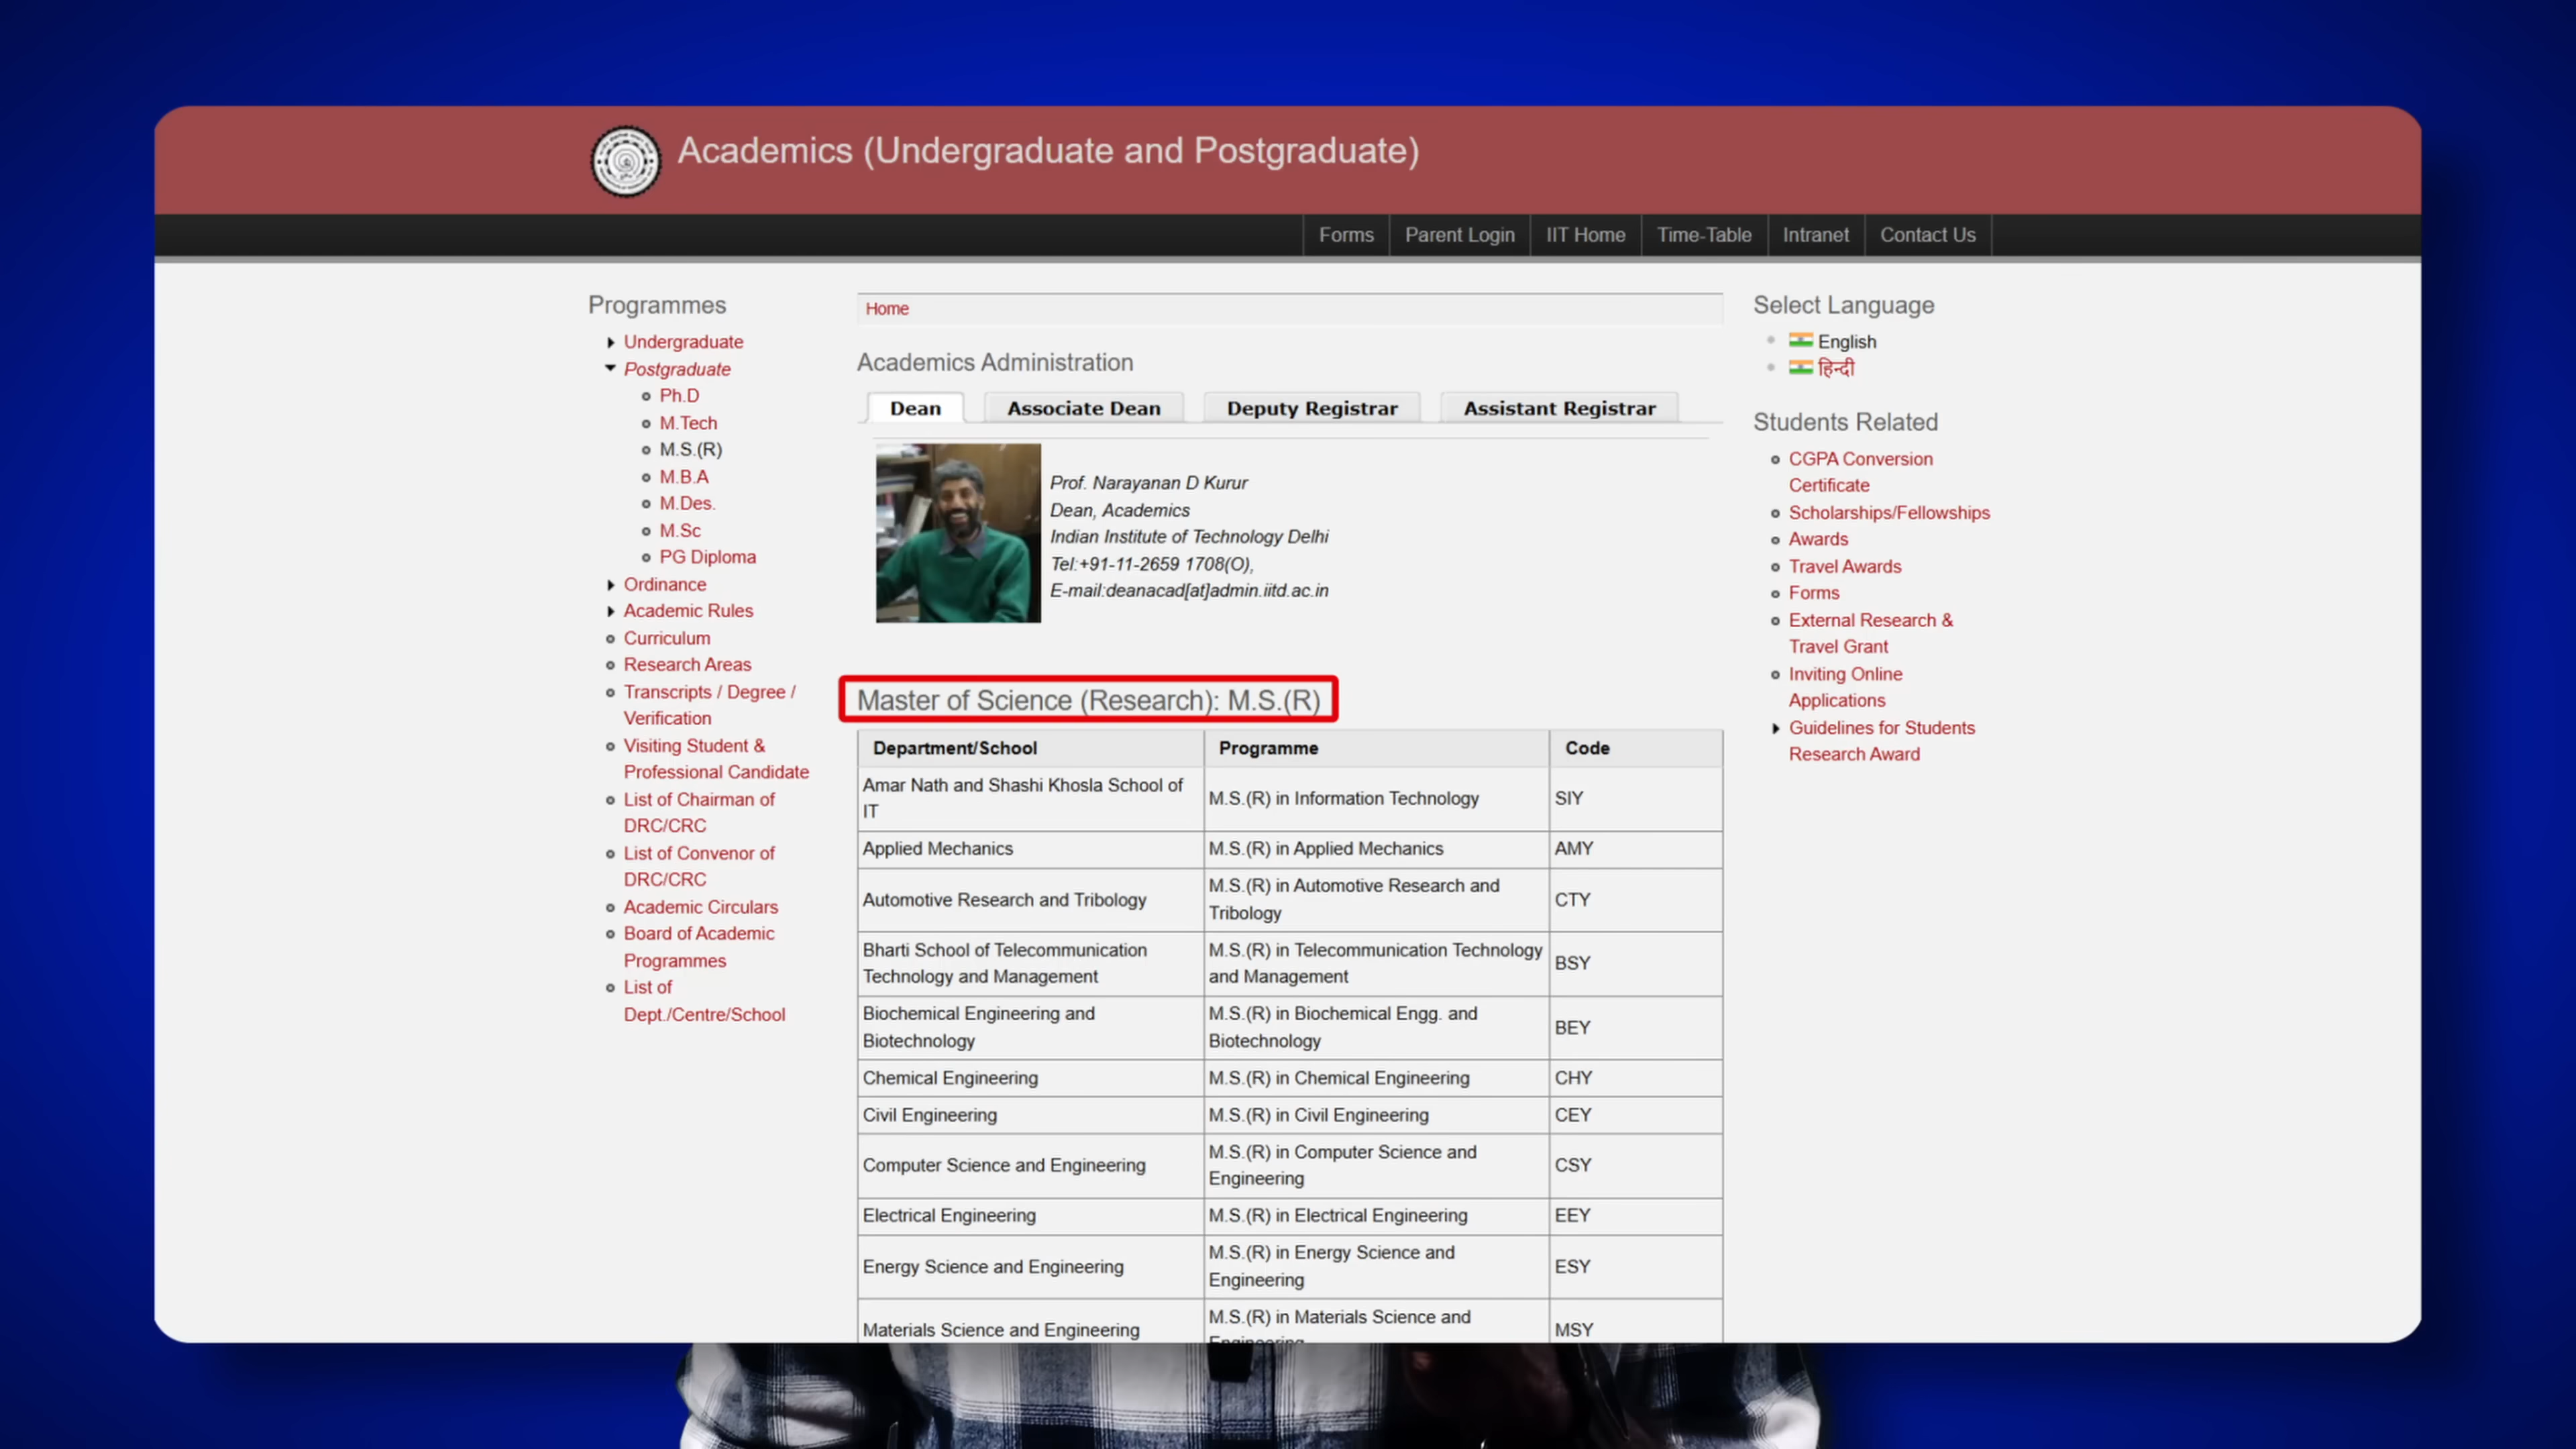 Academics (Undergraduate and Postgraduate)
Forms
Parent Login
IIT Home
Time-Table
Intranet
Contact Us
Programmes
Undergraduate
Postgraduate
Ph.D
M.Tech
M.S.(R)
M.B.A
M.Des.
M.Sc
PG Diploma
Ordinance
Academic Rules
Curriculum
Research Areas
Transcripts / Degree /
Verification
Visiting Student &
Professional Candidate
List of Chairman of
DRC/CRC
List of Convenor of
DRC/CRC
Academic Circulars
Board of Academic
Programmes
List of
Dept./Centre/School
Home
Academics Administration
Dean
Associate Dean
Deputy Registrar
Assistant Registrar
Prof. Narayanan D Kurur
Dean, Academics
Indian Institute of Technology Delhi
Tel:+91-11-2659 1708(O),
E-mail:deanacad[at]admin.iitd.ac.in
Master of Science (Research): M.S.(R)
Department/School
Programme
Code
Amar Nath and Shashi Khosla School of
IT
M.S.(R) in Information Technology
SIY
Applied Mechanics
M.S.(R) in Applied Mechanics
AMY
Automotive Research and Tribology
M.S.(R) in Automotive Research and
Tribology
CTY
Bharti School of Telecommunication
Technology and Management
M.S.(R) in Telecommunication Technology
and Management
BSY
Biochemical Engineering and
Biotechnology
M.S.(R) in Biochemical Engg. and
Biotechnology
BEY
Chemical Engineering
M.S.(R) in Chemical Engineering
CHY
Civil Engineering
M.S.(R) in Civil Engineering
CEY
Computer Science and Engineering
M.S.(R) in Computer Science and
Engineering
CSY
Electrical Engineering
M.S.(R) in Electrical Engineering
EEY
Energy Science and Engineering
M.S.(R) in Energy Science and
Engineering
ESY
Materials Science and Engineering
M.S.(R) in Materials Science and
Engineering
MSY
Select Language
English
हिन्दी
Students Related
CGPA Conversion
Certificate
Scholarships/Fellowships
Awards
Travel Awards
Forms
External Research &
Travel Grant
Inviting Online
Applications
Guidelines for Students
Research Award